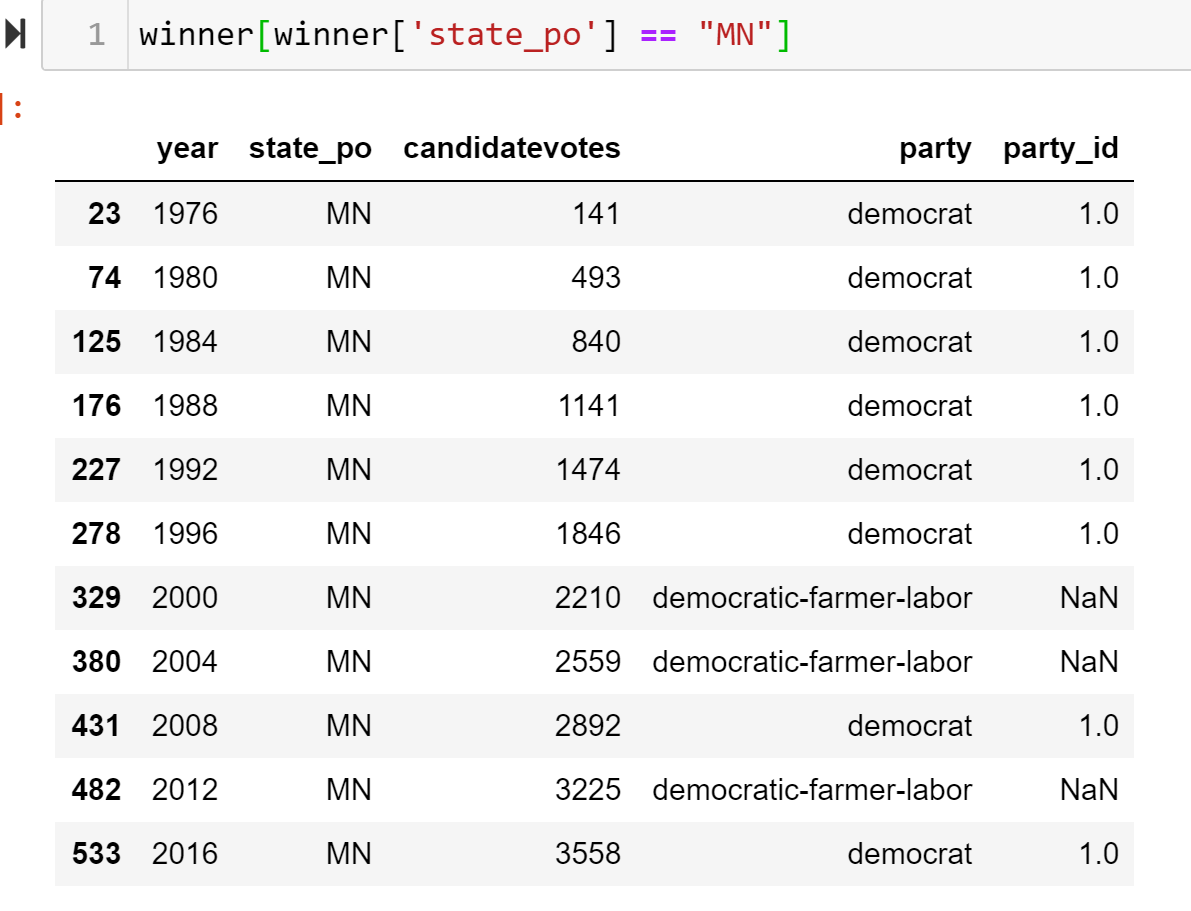 1 winner[winner['state_po'] == "MN"]
]:
year state_po candidatevotes party party_id
23 1976 MN 141 democrat 1.0
74 1980 MN 493 democrat 1.0
125 1984 MN 840 democrat 1.0
176 1988 MN 1141 democrat 1.0
227 1992 MN 1474 democrat 1.0
278 1996 MN 1846 democrat 1.0
329 2000 MN 2210 democratic-farmer-labor NaN
380 2004 MN 2559 democratic-farmer-labor NaN
431 2008 MN 2892 democrat 1.0
482 2012 MN 3225 democratic-farmer-labor NaN
533 2016 MN 3558 democrat 1.0